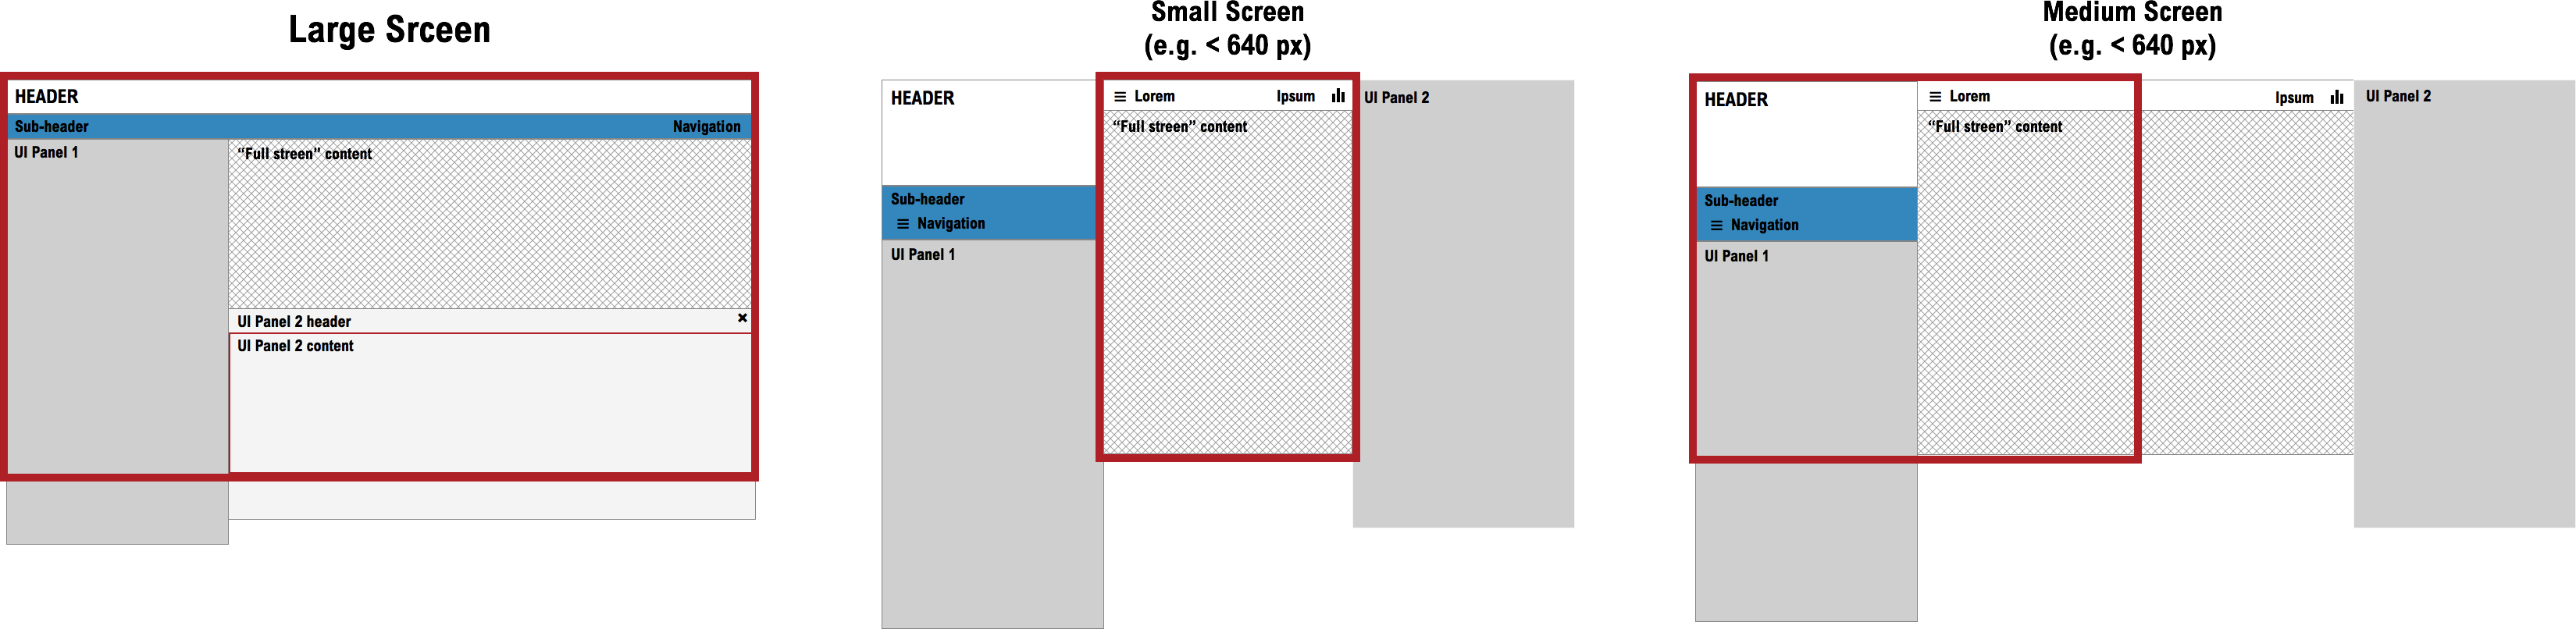 Large Srceen
HEADER
Sub-header
Navigation
UI Panel 1
“Full streen” content
UI Panel 2 header
UI Panel 2 content
Small Screen
(e.g. < 640 px)
HEADER
Sub-header
Navigation
UI Panel 1
Lorem
Ipsum
“Full streen” content
UI Panel 2
Medium Screen
(e.g. < 640 px)
HEADER
Sub-header
Navigation
UI Panel 1
Lorem
“Full streen” content
Ipsum
UI Panel 2